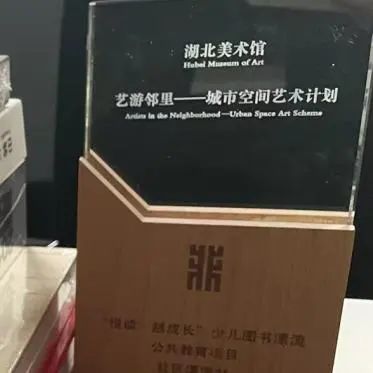 湖北美术馆
Hubei Museum of Art
艺游邻里——城市空间艺术计划
Artists in the Neighborhood—Urban Space Art Scheme
"悦读 越成长"少儿图书漂流
公共教育项目